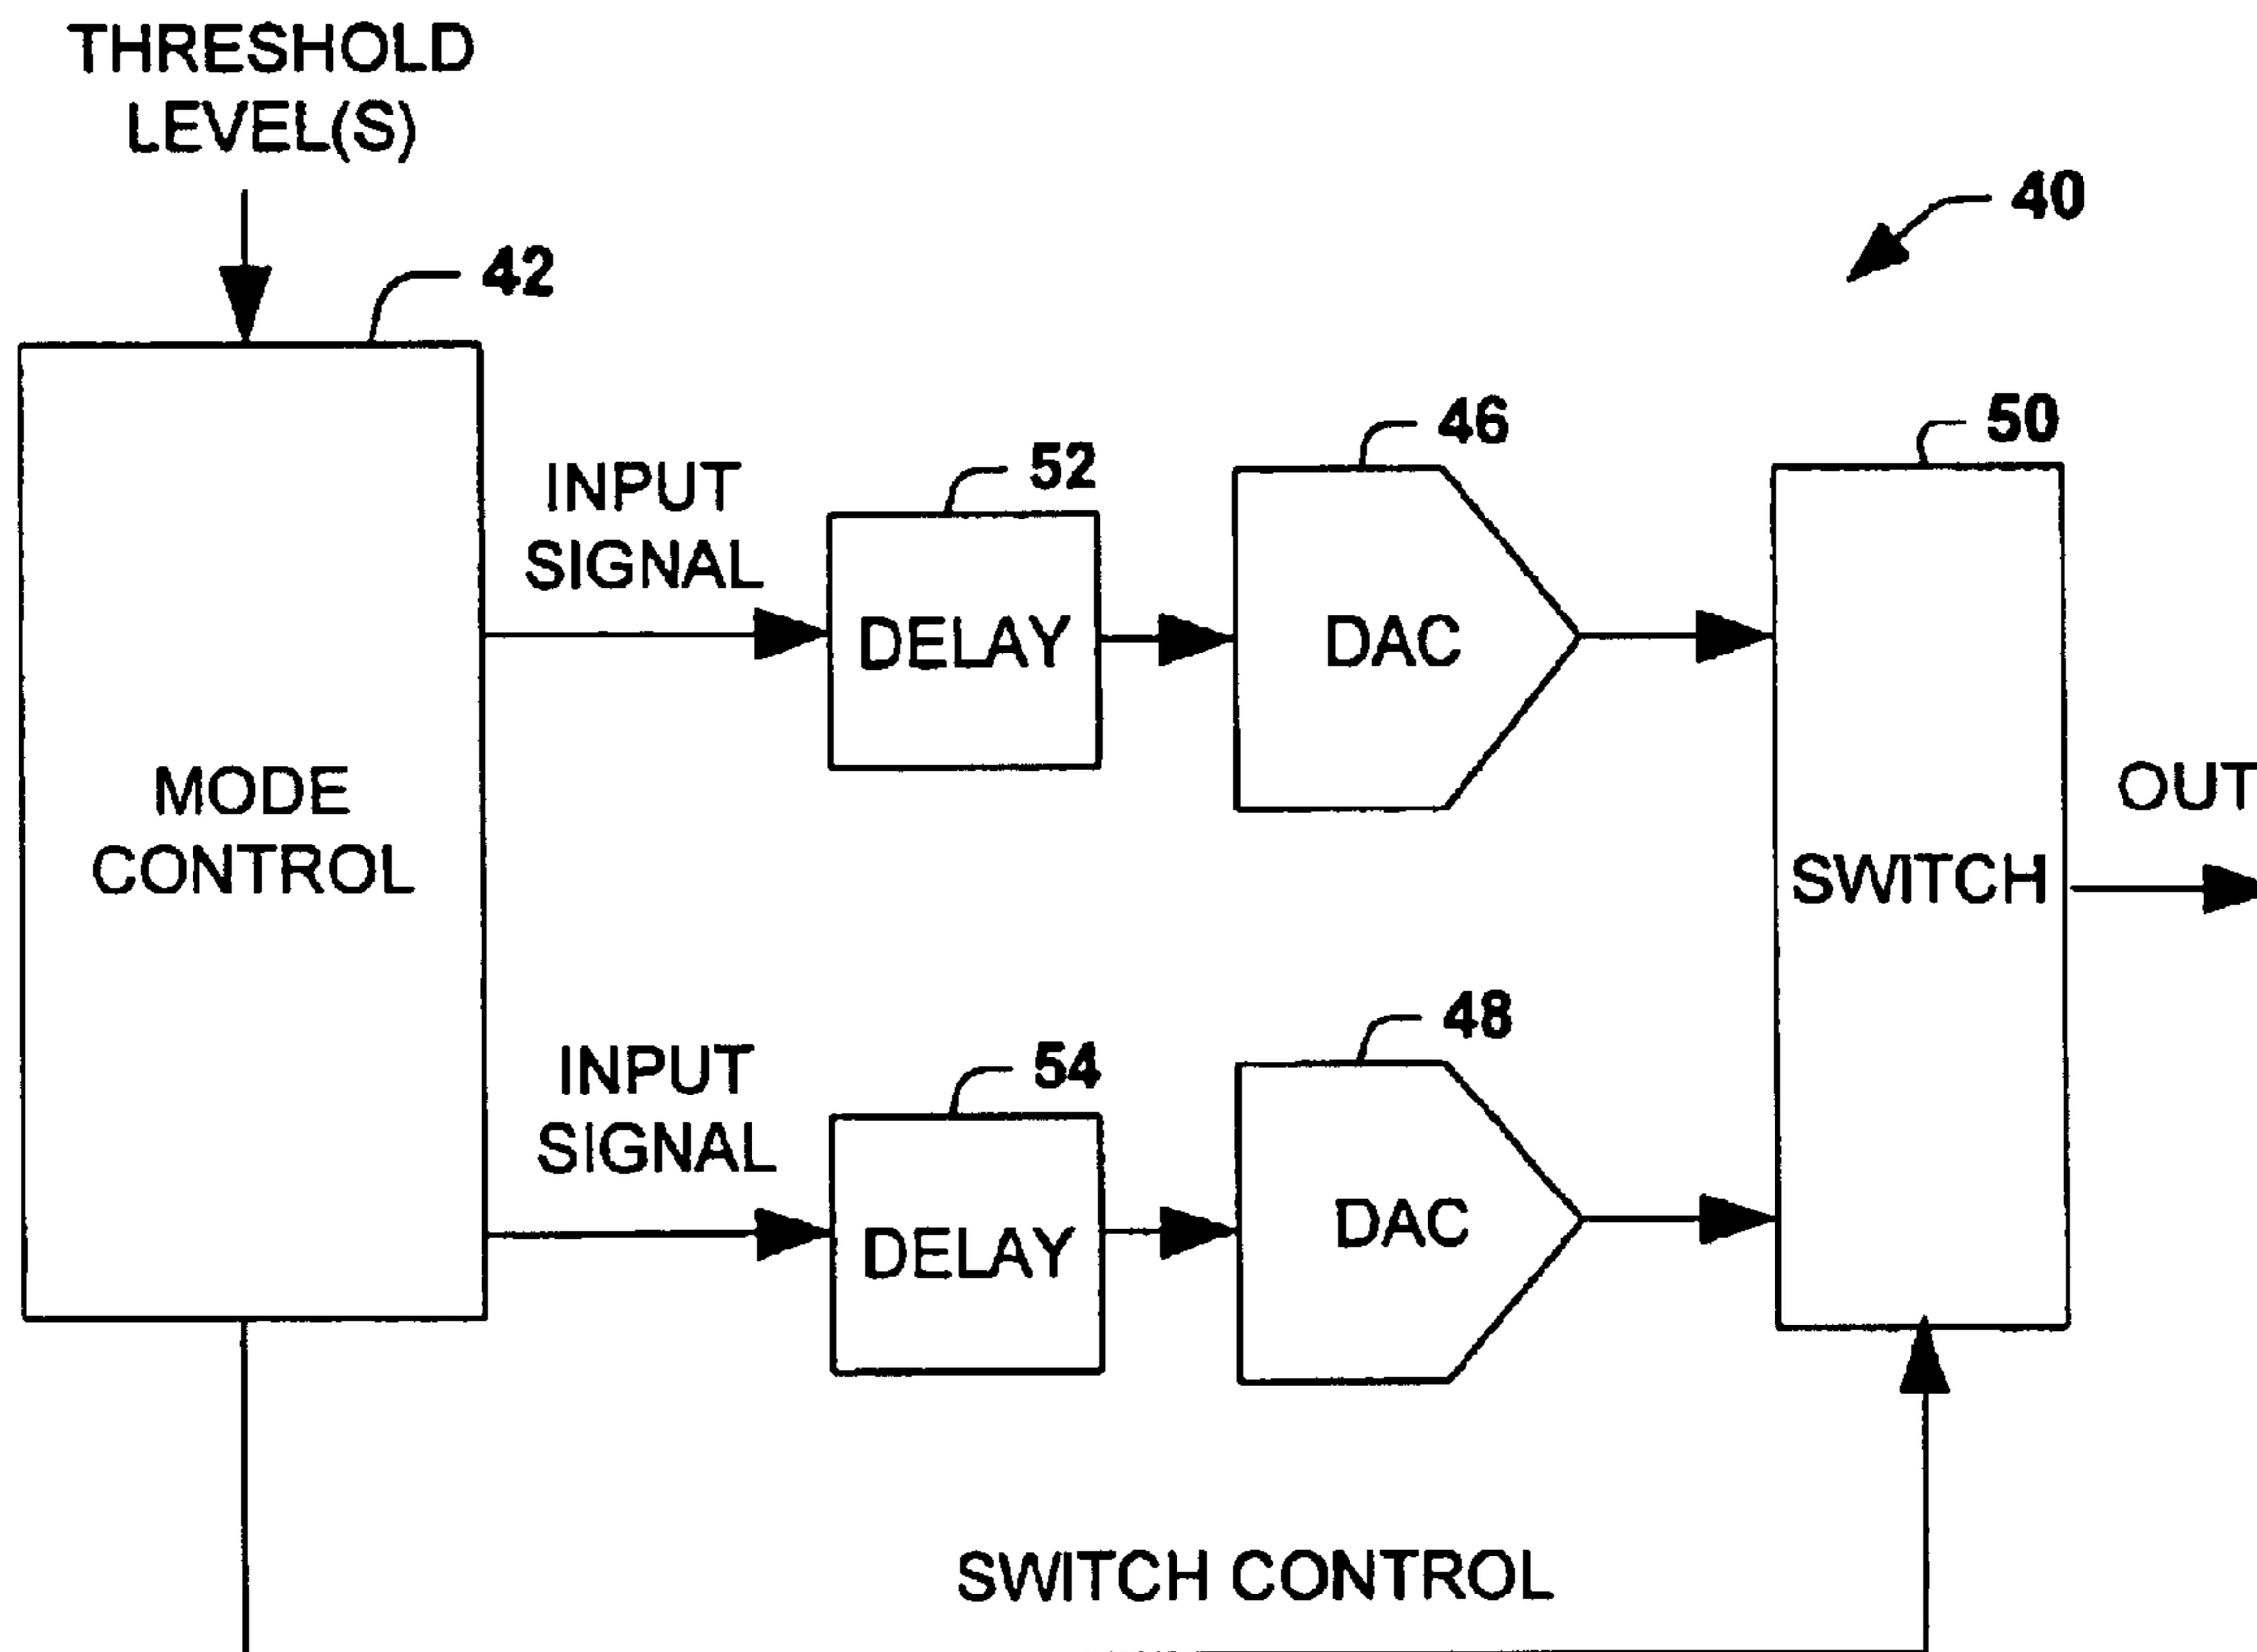 THRESHOLD
LEVEL(S)
40
42
46
50
52
INPUT
SIGNAL
DELAY
DAC
OUT
MODE
CONTROL
SWITCH
48
54
INPUT
SIGNAL
DELAY
DAC
SWITCH CONTROL